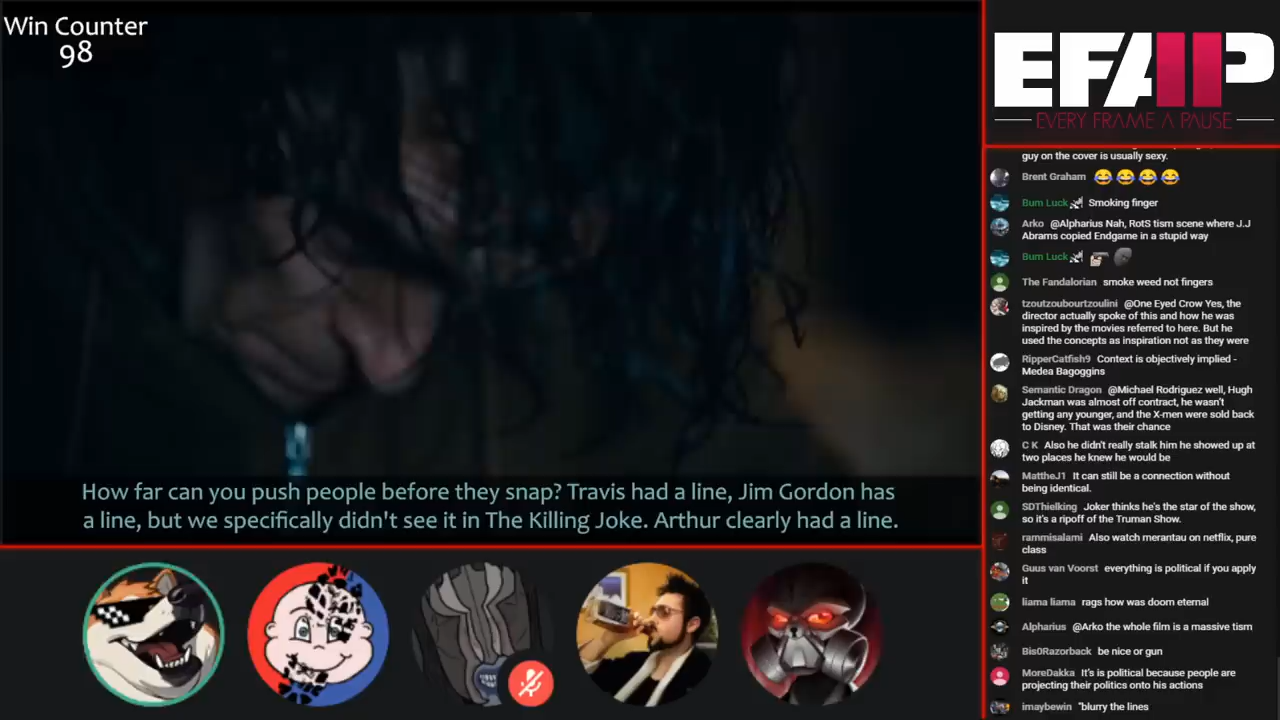 Win Counter
98
How far can you push people before they snap? Travis had a line, Jim Gordon has
a line, but we specifically didn't see it in The Killing Joke. Arthur clearly had a line.
EFAP
EVERY FRAME A PAUSE
guy on the cover is usually sexy.
Brent Graham 😂😂😂😂
Bum Luck Smoking finger
Arko @Alpharius Nah, RotS tism scene where J.J
Abrams copied Endgame in a stupid way
Bum Luck
The Fandalorian smoke weed not fingers
tzoutzoubourtzoulini @One Eyed Crow Yes, the
director actually spoke of this and how he was
inspired by the movies referred to here. But he
used the concepts as inspiration not as they were
RipperCatfish9 Context is objectively implied -
Medea Bagoggins
Semantic Dragon @Michael Rodriguez well, Hugh
Jackman was almost off contract, he wasn't
getting any younger, and the X-men were sold back
to Disney. That was their chance
C K Also he didn't really stalk him he showed up at
two places he knew he would be
MattheJ1 It can still be a connection without
being identical.
SDThielking Joker thinks he's the star of the show,
so it's a ripoff of the Truman Show.
rammisalami Also watch merantau on netflix, pure
class
Guus van Voorst everything is political if you apply
it
liama liama rags how was doom eternal
Alpharius @Arko the whole film is a massive tism
Bis0Razorback be nice or gun
MoreDakka It's is political because people are
projecting their politics onto his actions
imaybewin "blurry the lines